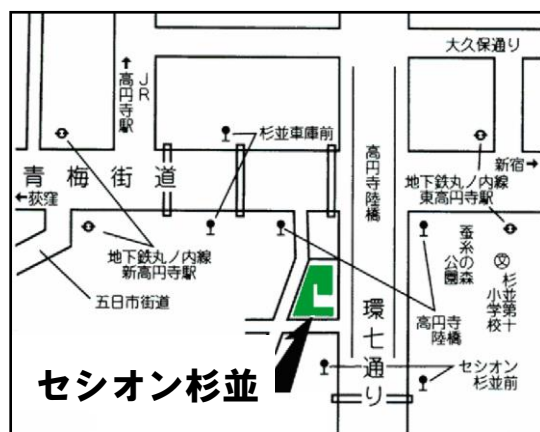 大久保通り
↑JR高円寺駅
杉並車庫前
高円寺陸橋
新宿→
青梅街道
←荻窪
地下鉄丸ノ内線
東高円寺駅
地下鉄丸ノ内線
新高円寺駅
蚕糸の森公園
文
杉並第十小学校
五日市街道
環七通り
高円寺
陸橋
セシオン杉並
セシオン
杉並前